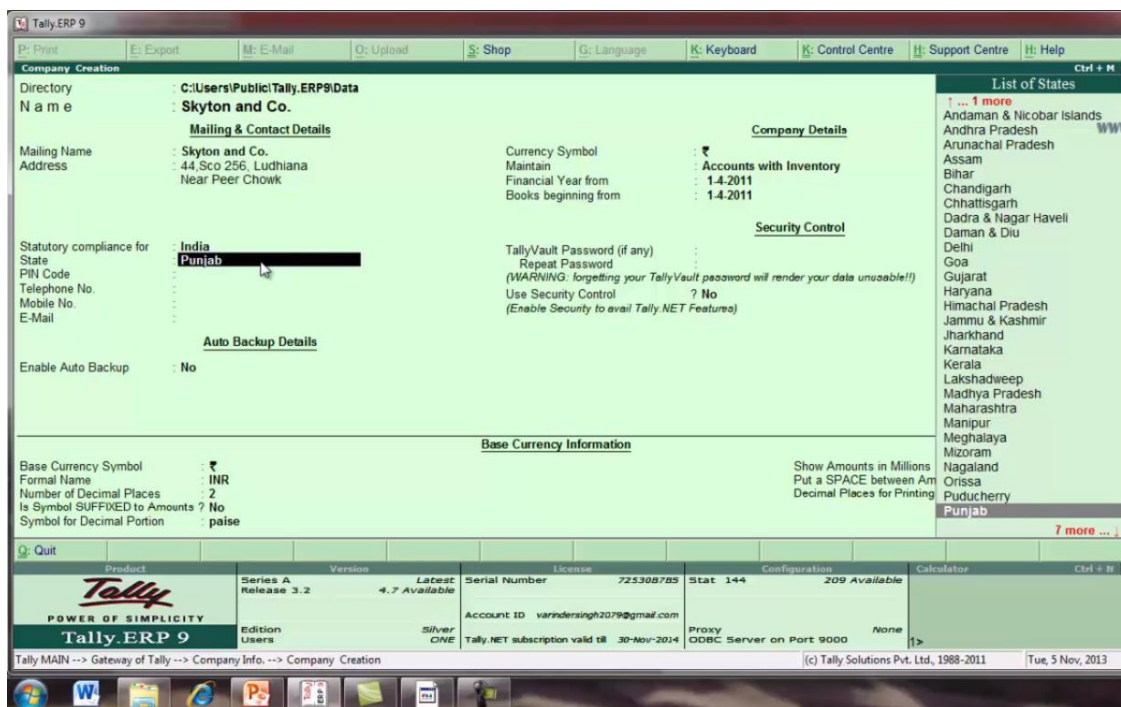 Tally.ERP 9
P: Print E: Export M: E-Mail O: Upload S: Shop G: Language K: Keyboard K: Control Centre H: Support Centre H: Help
Company Creation Ctrl + M
Directory : C:\Users\Public\Tally.ERP9\Data
Name : Skyton and Co.
Mailing & Contact Details
Mailing Name : Skyton and Co.
Address : 44,Sco 256, Ludhiana
Near Peer Chowk
Statutory compliance for : India
State : Punjab
PIN Code :
Telephone No. :
Mobile No. :
E-Mail :
Auto Backup Details
Enable Auto Backup : No
Company Details
Currency Symbol : ₹
Maintain : Accounts with Inventory
Financial Year from : 1-4-2011
Books beginning from : 1-4-2011
Security Control
TallyVault Password (if any) :
Repeat Password :
(WARNING: forgetting your TallyVault password will render your data unusable!!)
Use Security Control ? No
(Enable Security to avail Tally.NET Features)
Base Currency Information
Base Currency Symbol : ₹
Formal Name : INR
Number of Decimal Places : 2
Is Symbol SUFFIXED to Amounts ? No
Symbol for Decimal Portion : paise
Show Amounts in Millions
Put a SPACE between Am
Decimal Places for Printing
List of States
↑ ... 1 more
Andaman & Nicobar Islands
Andhra Pradesh
WW
Arunachal Pradesh
Assam
Bihar
Chandigarh
Chhattisgarh
Dadra & Nagar Haveli
Daman & Diu
Delhi
Goa
Gujarat
Haryana
Himachal Pradesh
Jammu & Kashmir
Jharkhand
Karnataka
Kerala
Lakshadweep
Madhya Pradesh
Maharashtra
Manipur
Meghalaya
Mizoram
Nagaland
Orissa
Puducherry
Punjab
7 more ... ↓
Q: Quit
Product Version License Configuration Calculator Ctrl + N
Tally
POWER OF SIMPLICITY
Tally.ERP 9
Series A Latest
Release 3.2 4.7 Available
Edition Silver
Users ONE
Serial Number 725308785
Account ID varindersingh2079@gmail.com
Tally.NET subscription valid till 30-Nov-2014
Stat 144 209 Available
Proxy None
ODBC Server on Port 9000
1>
Tally MAIN --> Gateway of Tally --> Company Info. --> Company Creation (c) Tally Solutions Pvt. Ltd., 1988-2011 Tue, 5 Nov, 2013